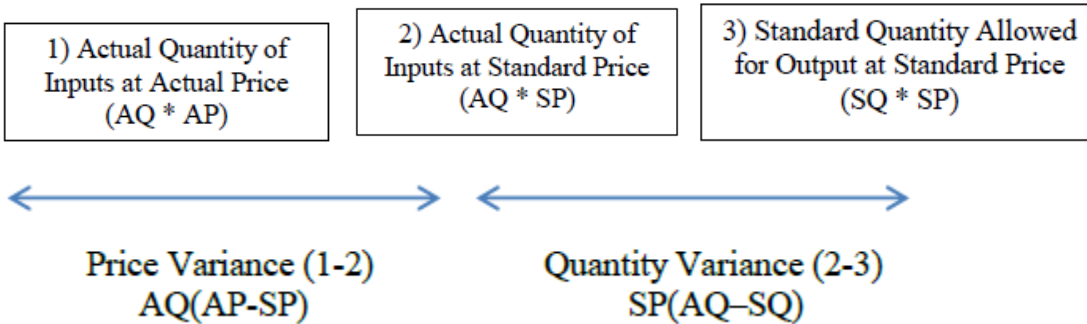 1) Actual Quantity of
Inputs at Actual Price
(AQ * AP)
2) Actual Quantity of
Inputs at Standard Price
(AQ * SP)
3) Standard Quantity Allowed
for Output at Standard Price
(SQ * SP)
Price Variance (1-2)
AQ(AP-SP)
Quantity Variance (2-3)
SP(AQ–SQ)